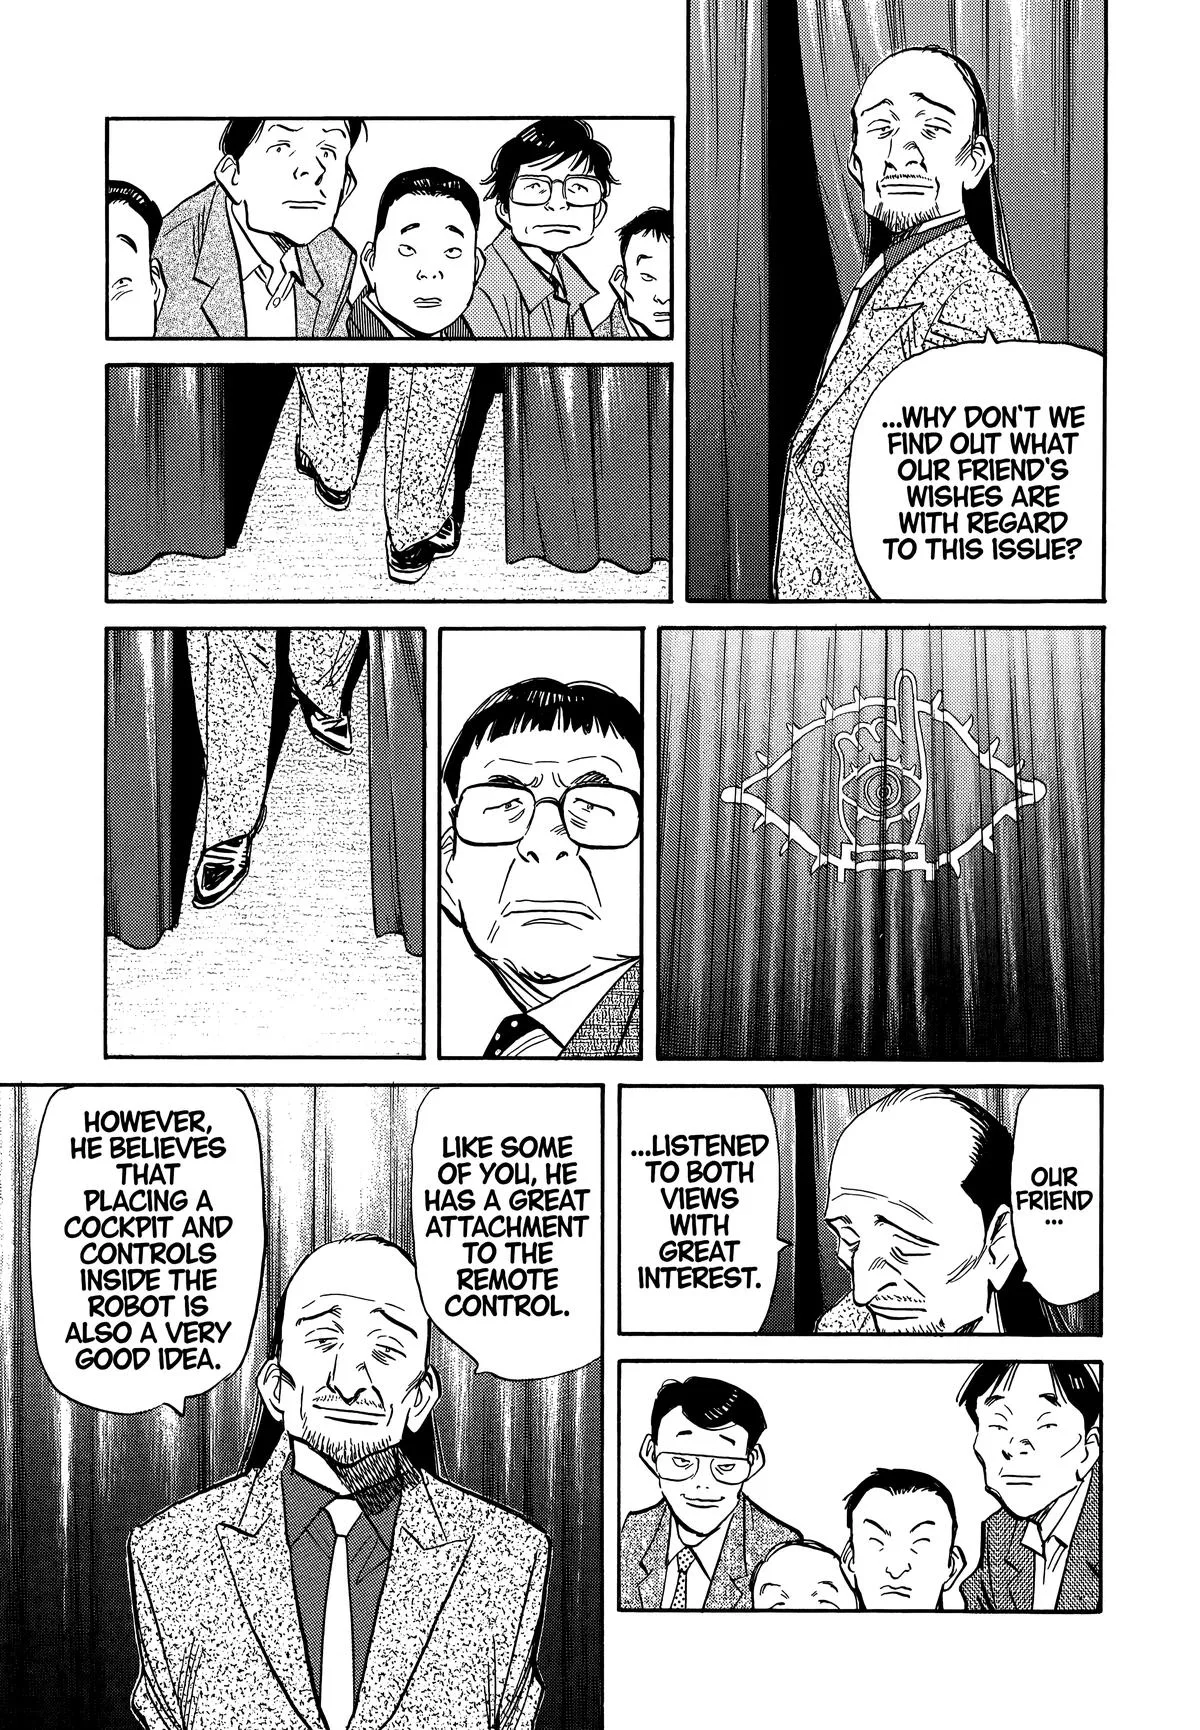 ...WHY DON'T WE
FIND OUT WHAT
OUR FRIEND'S
WISHES ARE
WITH REGARD
TO THIS ISSUE?
OUR
FRIEND
...
...LISTENED
TO BOTH
VIEWS
WITH
GREAT
INTEREST.
LIKE SOME
OF YOU, HE
HAS A GREAT
ATTACHMENT
TO THE
REMOTE
CONTROL.
HOWEVER,
HE BELIEVES
THAT
PLACING A
COCKPIT AND
CONTROLS
INSIDE THE
ROBOT IS
ALSO A VERY
GOOD IDEA.